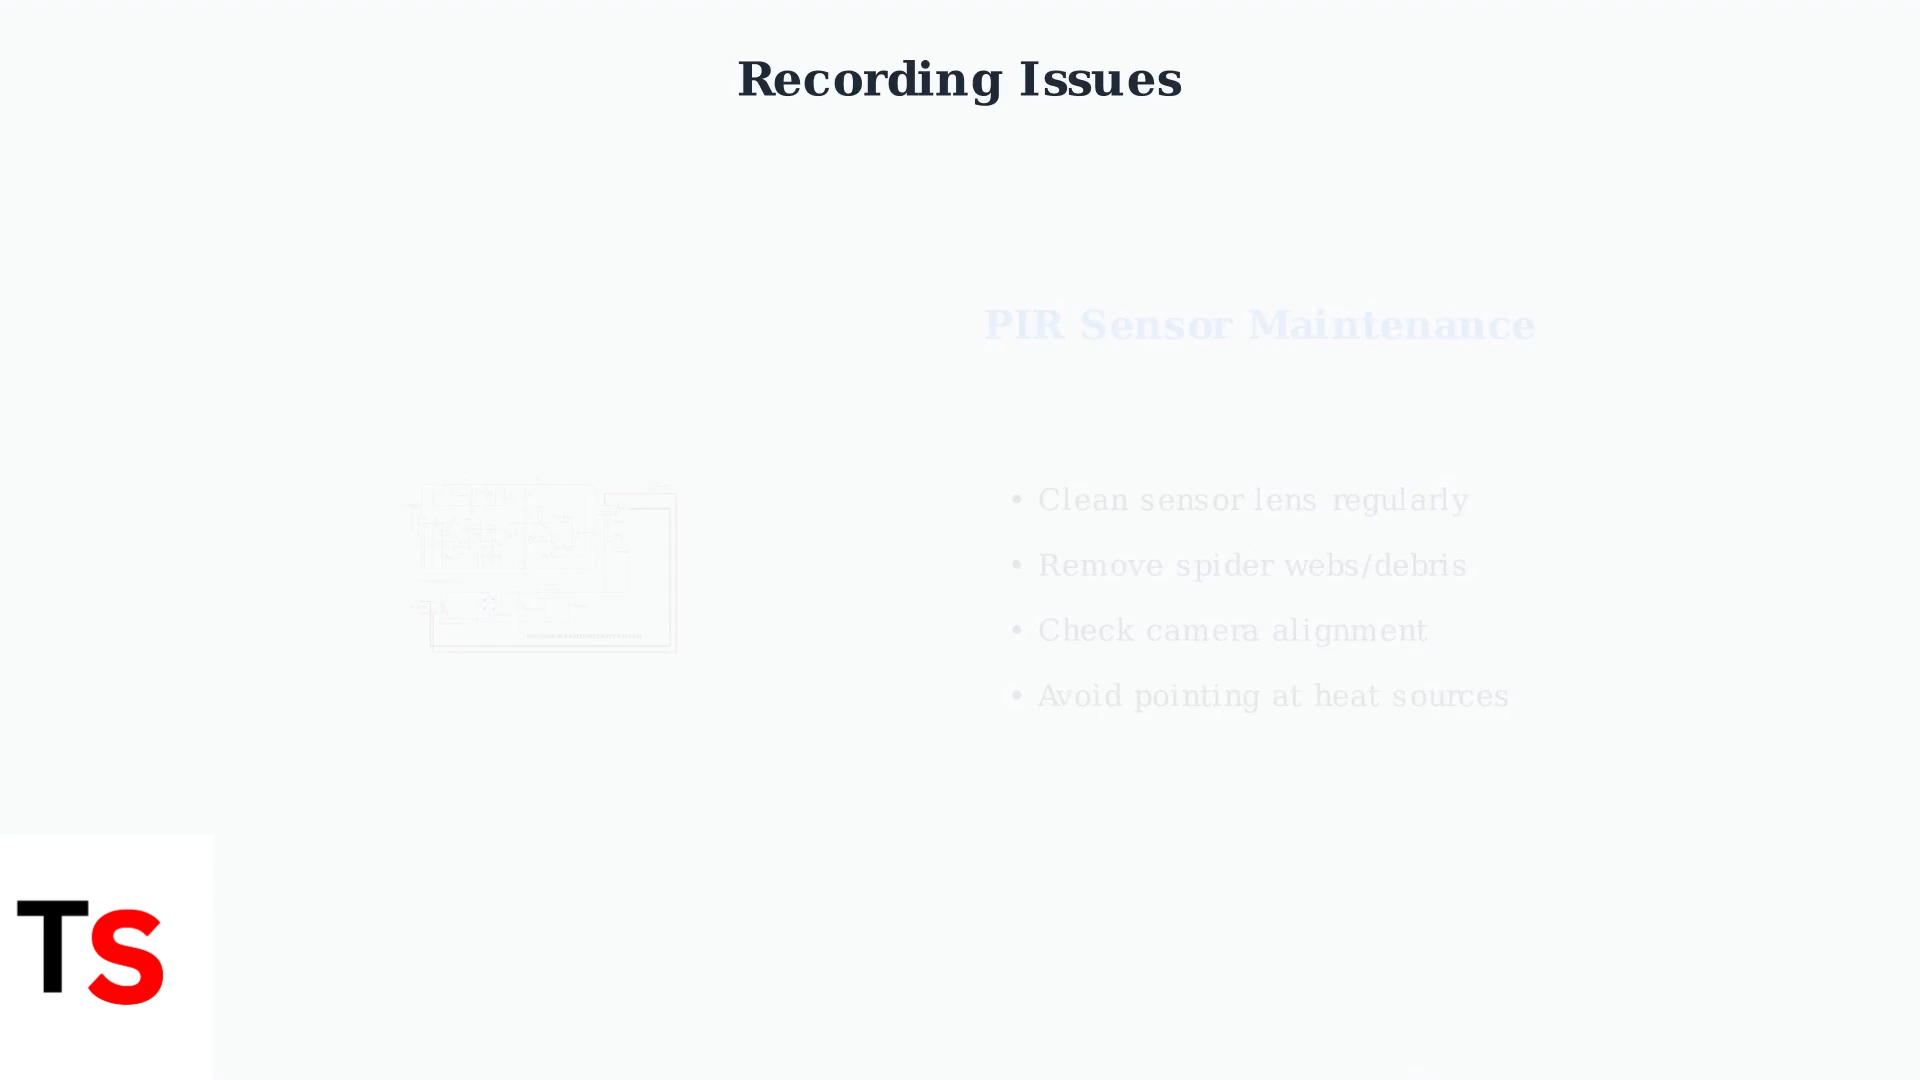 Recording Issues
PIR Sensor Maintenance
• Clean sensor lens regularly
• Remove spider webs/debris
• Check camera alignment
• Avoid pointing at heat sources
TS